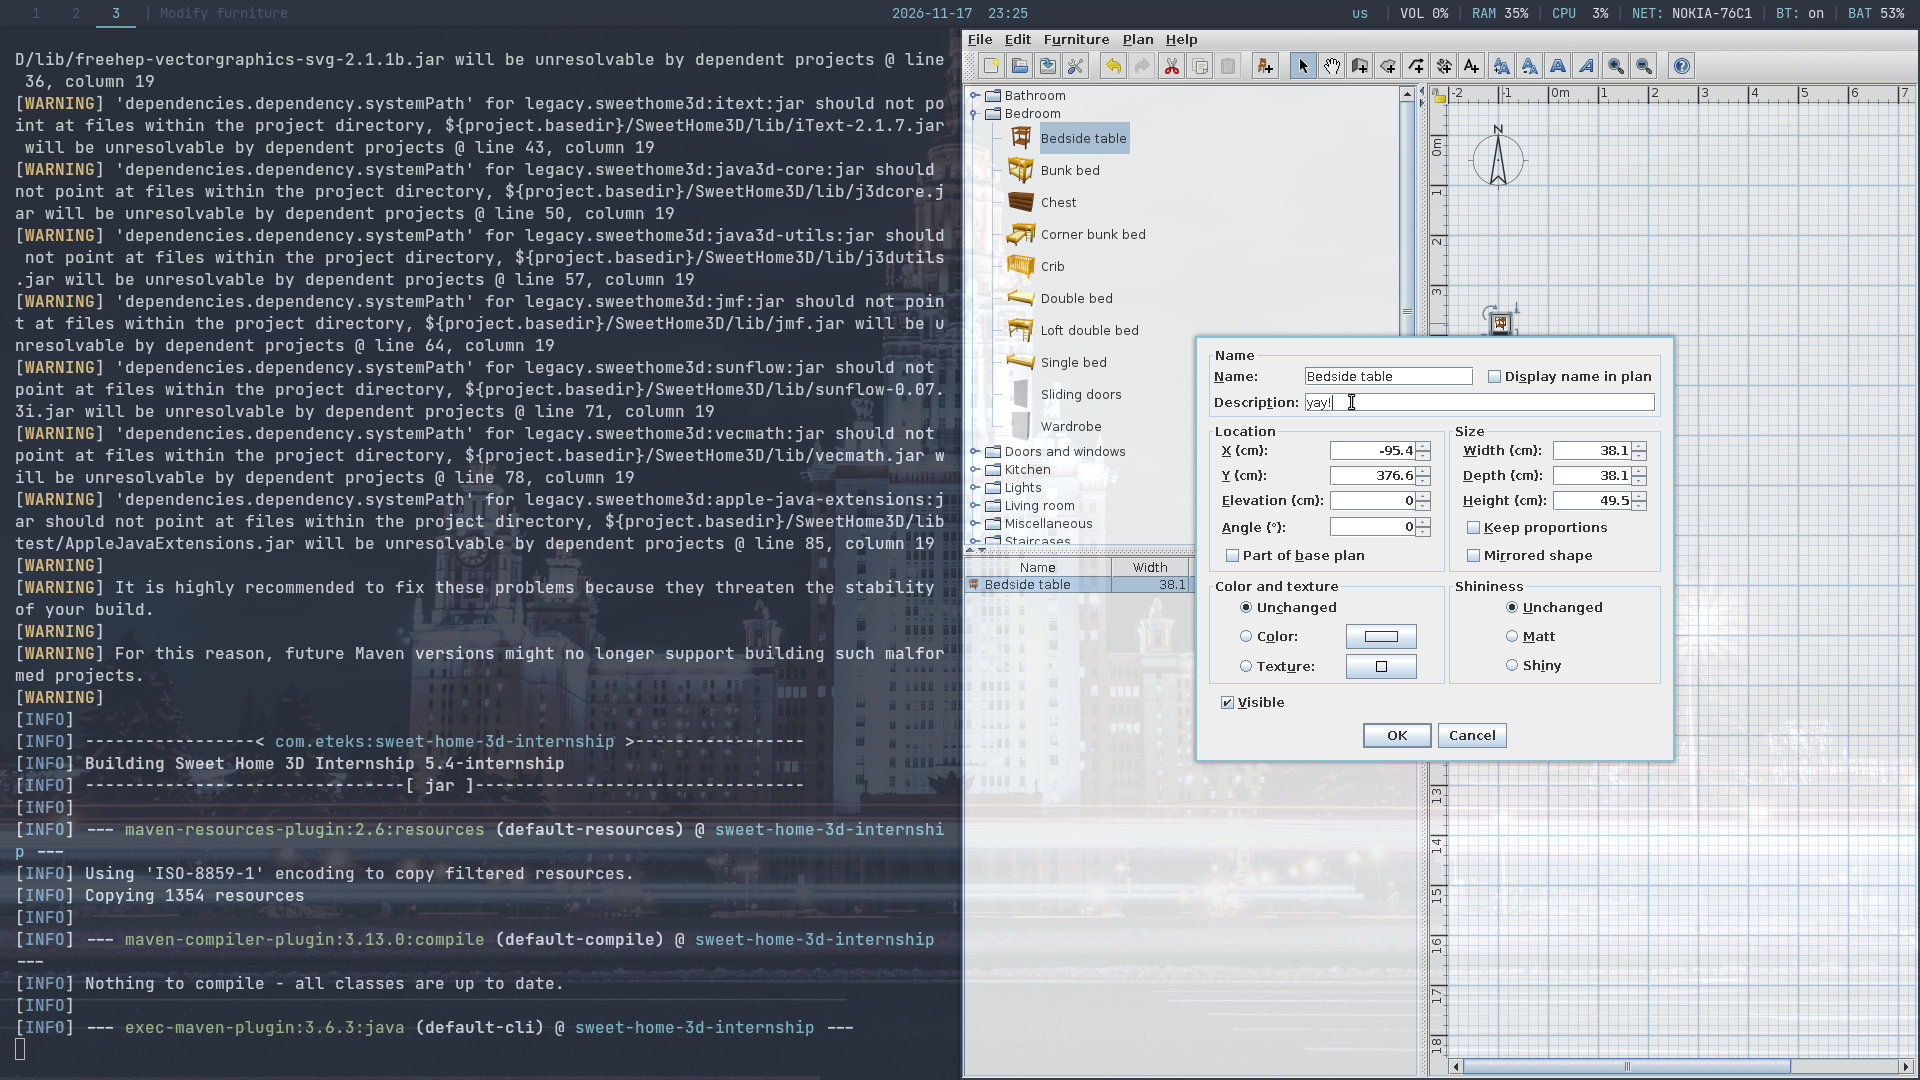 1 2 3 | Modify furniture
2026-11-17 23:25
us | VOL 0% | RAM 35% | CPU 3% | NET: NOKIA-76C1 | BT: on | BAT 53%
D/lib/freehep-vectorgraphics-svg-2.1.1b.jar will be unresolvable by dependent projects @ line
36, column 19
[WARNING] 'dependencies.dependency.systemPath' for legacy.sweethome3d:itext:jar should not po
int at files within the project directory, ${project.basedir}/SweetHome3D/lib/iText-2.1.7.jar
will be unresolvable by dependent projects @ line 43, column 19
[WARNING] 'dependencies.dependency.systemPath' for legacy.sweethome3d:java3d-core:jar should
not point at files within the project directory, ${project.basedir}/SweetHome3D/lib/j3dcore.j
ar will be unresolvable by dependent projects @ line 50, column 19
[WARNING] 'dependencies.dependency.systemPath' for legacy.sweethome3d:java3d-utils:jar should
not point at files within the project directory, ${project.basedir}/SweetHome3D/lib/j3dutils
.jar will be unresolvable by dependent projects @ line 57, column 19
[WARNING] 'dependencies.dependency.systemPath' for legacy.sweethome3d:jmf:jar should not poin
t at files within the project directory, ${project.basedir}/SweetHome3D/lib/jmf.jar will be u
nresolvable by dependent projects @ line 64, column 19
[WARNING] 'dependencies.dependency.systemPath' for legacy.sweethome3d:sunflow:jar should not
point at files within the project directory, ${project.basedir}/SweetHome3D/lib/sunflow-0.07.
3i.jar will be unresolvable by dependent projects @ line 71, column 19
[WARNING] 'dependencies.dependency.systemPath' for legacy.sweethome3d:vecmath:jar should not
point at files within the project directory, ${project.basedir}/SweetHome3D/lib/vecmath.jar w
ill be unresolvable by dependent projects @ line 78, column 19
[WARNING] 'dependencies.dependency.systemPath' for legacy.sweethome3d:apple-java-extensions:j
ar should not point at files within the project directory, ${project.basedir}/SweetHome3D/lib
test/AppleJavaExtensions.jar will be unresolvable by dependent projects @ line 85, column 19
[WARNING]
[WARNING] It is highly recommended to fix these problems because they threaten the stability
of your build.
[WARNING]
[WARNING] For this reason, future Maven versions might no longer support building such malfor
med projects.
[WARNING]
[INFO]
[INFO] -----------------< com.eteks:sweet-home-3d-internship >-----------------
[INFO] Building Sweet Home 3D Internship 5.4-internship
[INFO] --------------------------------[ jar ]---------------------------------
[INFO]
[INFO] --- maven-resources-plugin:2.6:resources (default-resources) @ sweet-home-3d-internshi
p ---
[INFO] Using 'ISO-8859-1' encoding to copy filtered resources.
[INFO] Copying 1354 resources
[INFO]
[INFO] --- maven-compiler-plugin:3.13.0:compile (default-compile) @ sweet-home-3d-internship
---
[INFO] Nothing to compile - all classes are up to date.
[INFO]
[INFO] --- exec-maven-plugin:3.6.3:java (default-cli) @ sweet-home-3d-internship ---
File Edit Furniture Plan Help
Bathroom
Bedroom
Bedside table
Bunk bed
Chest
Corner bunk bed
Crib
Double bed
Loft double bed
Single bed
Sliding doors
Wardrobe
Doors and windows
Kitchen
Lights
Living room
Miscellaneous
Staircases
Name Width
Bedside table 38.1
-2 -1 0m 1 2 3 4 5 6 7
N
0m
1
2
3
13
14
15
16
17
18
Name
Name: Bedside table Display name in plan
Description: yay!
Location
X (cm): -95.4
Y (cm): 376.6
Elevation (cm): 0
Angle (°): 0
Part of base plan
Size
Width (cm): 38.1
Depth (cm): 38.1
Height (cm): 49.5
Keep proportions
Mirrored shape
Color and texture
Unchanged
Color:
Texture:
Shininess
Unchanged
Matt
Shiny
Visible
OK Cancel